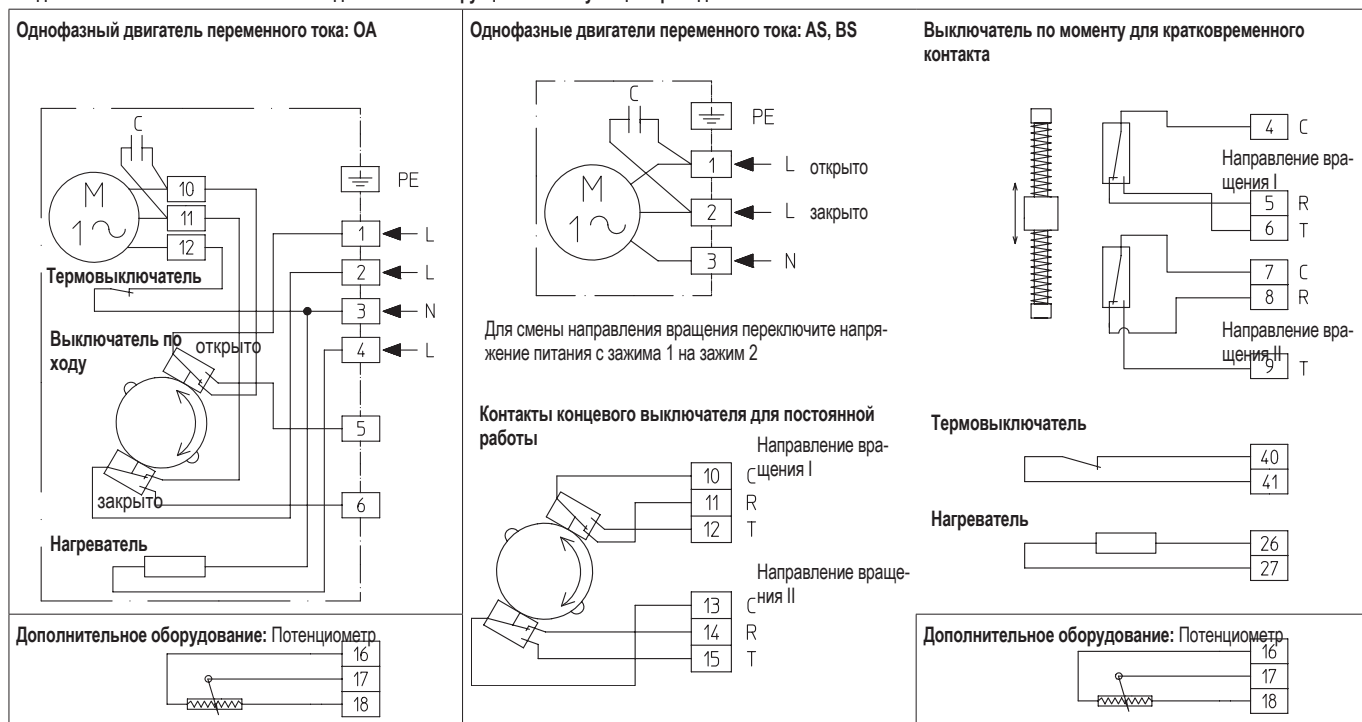 Однофазный двигатель переменного тока: OA
C
M
1
10
11
12
PE
1
L
2
L
3
N
4
L
Термовыключатель
Выключатель по
ходу
открыто
5
закрыто
6
Нагреватель
Дополнительное оборудование: Потенциометр
16
17
18
Однофазные двигатели переменного тока: AS, BS
C
PE
M
1
1
L открыто
2
L закрыто
3
N
Для смены направления вращения переключите напря-
жение питания с зажима 1 на зажим 2
Контакты концевого выключателя для постоянной
работы
Направление вра-
щения I
10 C
11 R
12 T
Направление враще-
ния II
13 C
14 R
15 T
Выключатель по моменту для кратковременного
контакта
4 C
Направление вра-
щения I
5 R
6 T
7 C
8 R
Направление вра-
щения II
9 T
Термовыключатель
40
41
Нагреватель
26
27
Дополнительное оборудование: Потенциометр
16
17
18